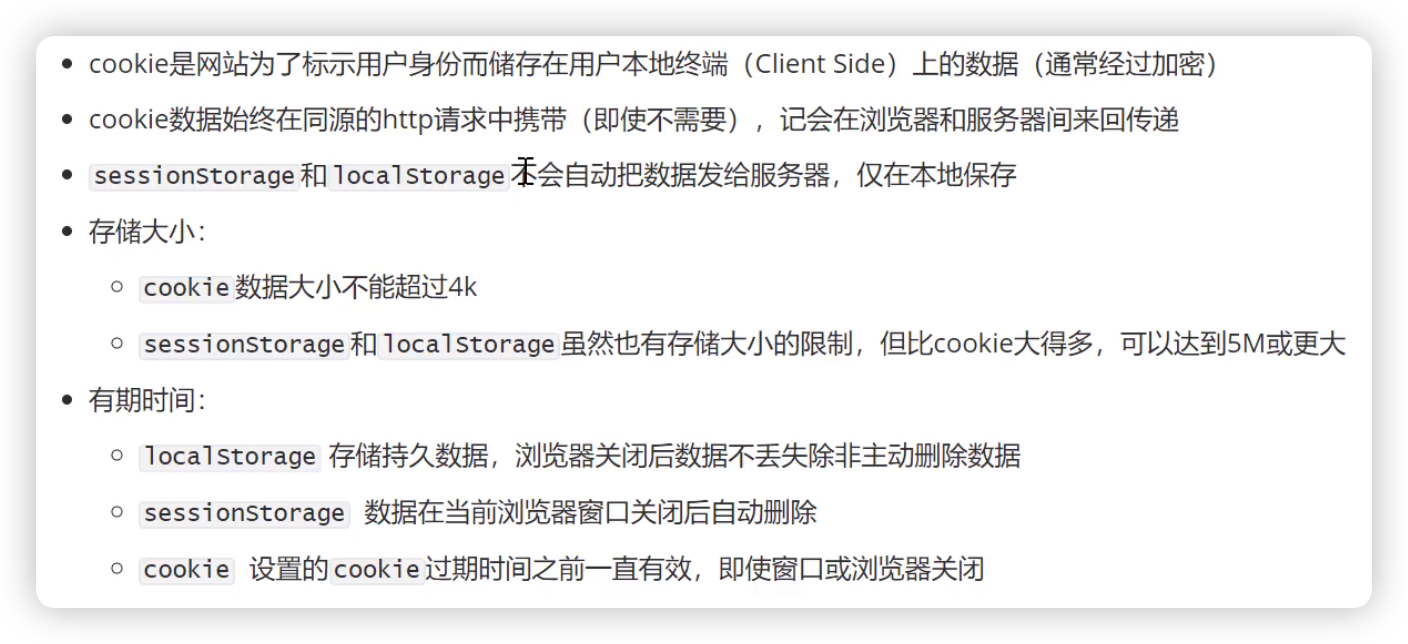 cookie是网站为了标示用户身份而储存在用户本地终端（Client Side）上的数据（通常经过加密）
cookie数据始终在同源的http请求中携带（即使不需要），记会在浏览器和服务器间来回传递
sessionStorage和localStorage不会自动把数据发给服务器，仅在本地保存
存储大小：
cookie数据大小不能超过4k
sessionStorage和localStorage虽然也有存储大小的限制，但比cookie大得多，可以达到5M或更大
有期时间：
localStorage 存储持久数据，浏览器关闭后数据不丢失除非主动删除数据
sessionStorage 数据在当前浏览器窗口关闭后自动删除
cookie 设置的cookie过期时间之前一直有效，即使窗口或浏览器关闭